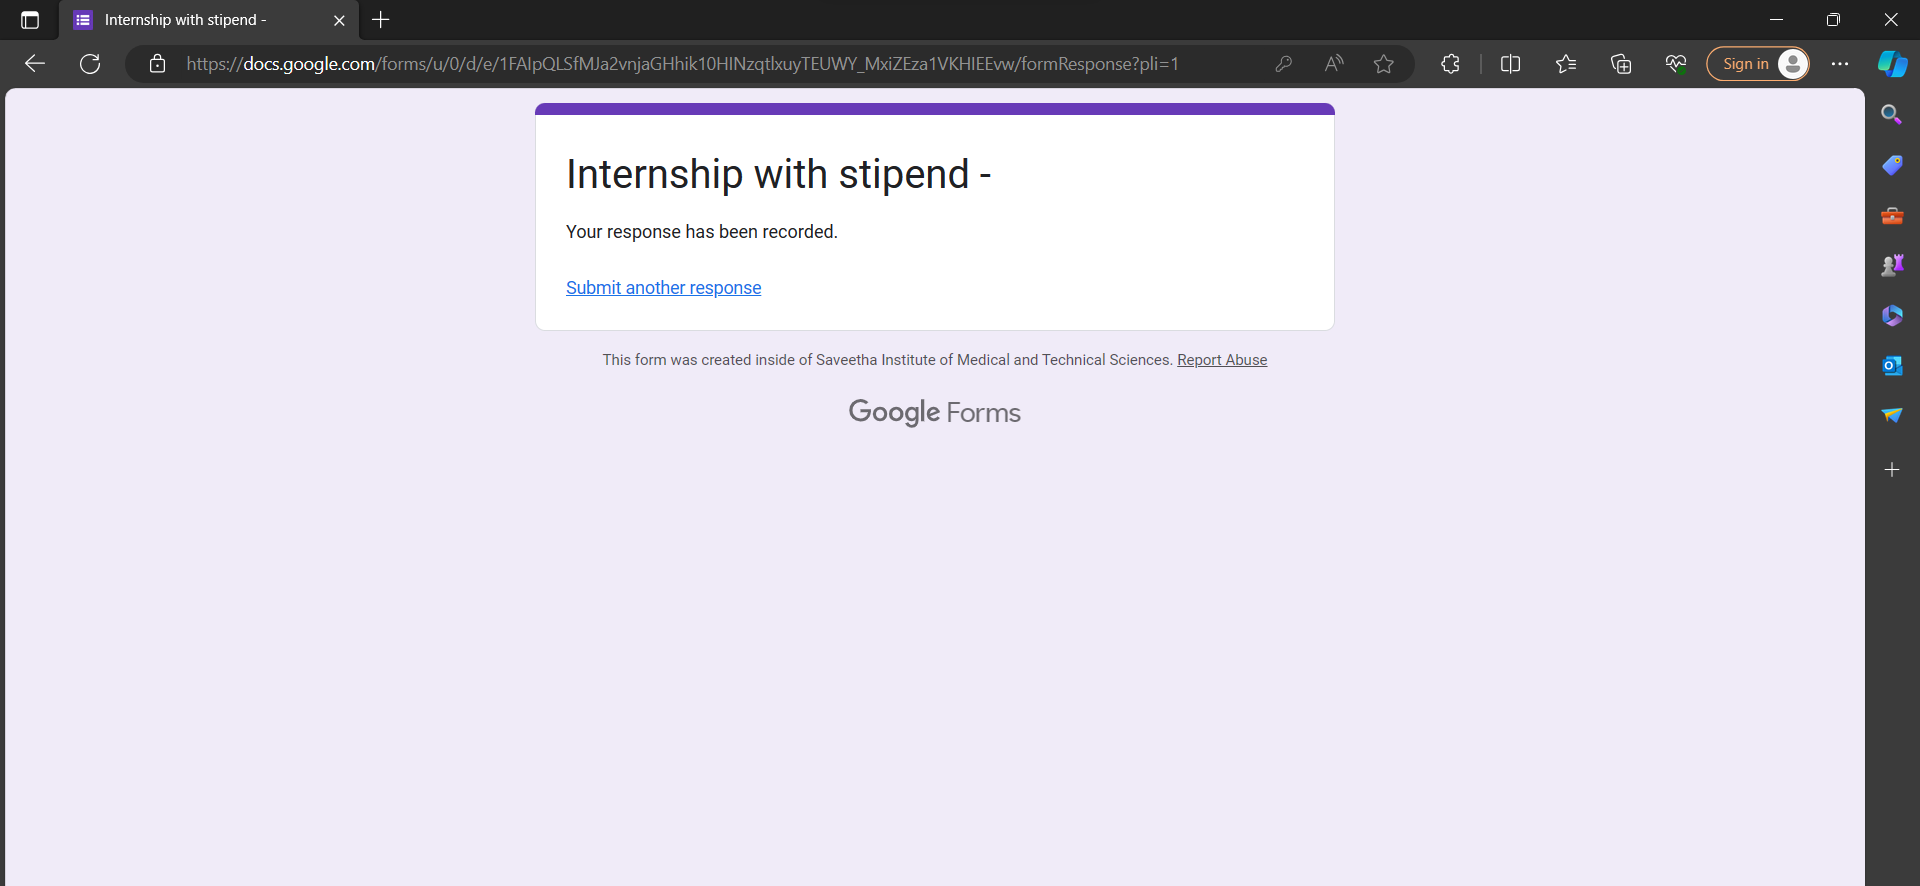 Internship with stipend -
https://docs.google.com/forms/u/0/d/e/1FAIpQLSfMJa2vnjaGHhik10HINzqtlxuyTEUWY_MxiZEza1VKHIEEvw/formResponse?pli=1
Sign in
Internship with stipend -
Your response has been recorded.
Submit another response
This form was created inside of Saveetha Institute of Medical and Technical Sciences. Report Abuse
Google Forms